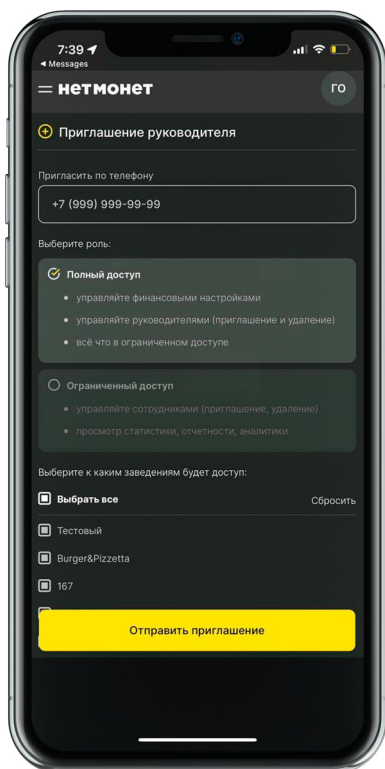 7:39
◀ Messages
нетмонет
ГО
Приглашение руководителя
Пригласить по телефону
+7 (999) 999-99-99
Выберите роль:
Полный доступ
• управляйте финансовыми настройками
• управляйте руководителями (приглашение и удаление)
• всё что в ограниченном доступе
Ограниченный доступ
• управляйте сотрудниками (приглашение, удаление)
• просмотр статистики, отчетности, аналитики
Выберите к каким заведениям будет доступ:
Выбрать все Сбросить
Тестовый
Burger&Pizzetta
167
Отправить приглашение